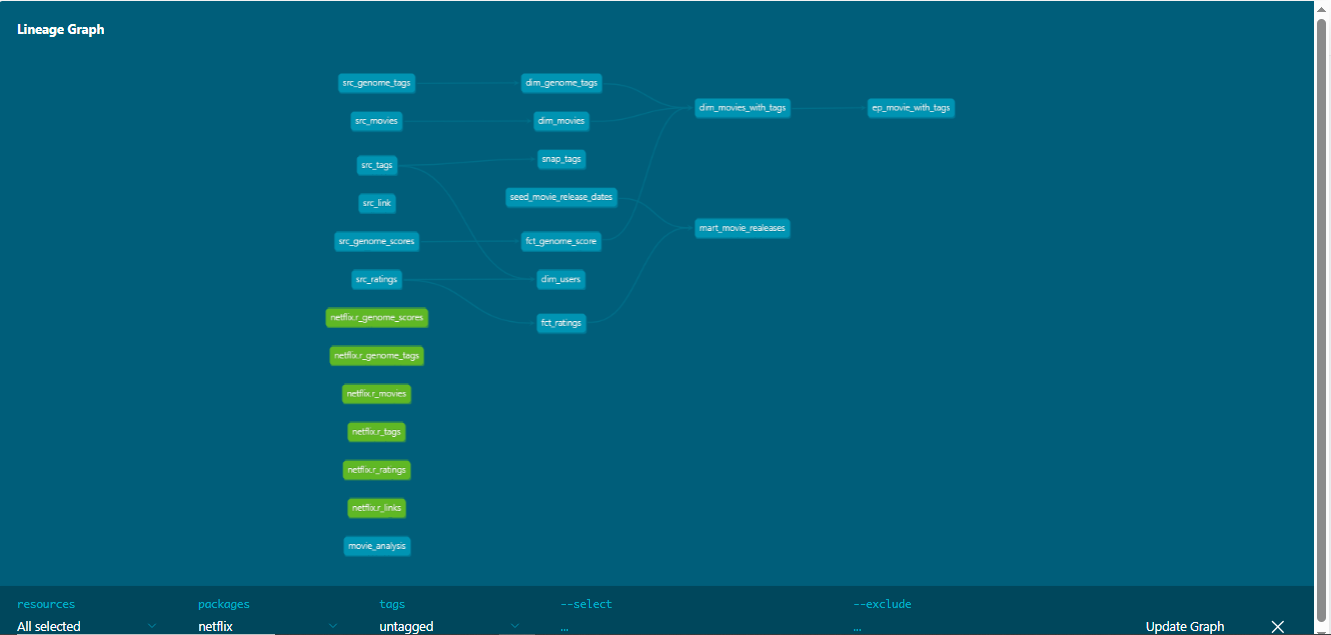 Lineage Graph
src_genome_tags
dim_genome_tags
dim_movies_with_tags
ep_movie_with_tags
src_movies
dim_movies
src_tags
snap_tags
src_link
seed_movie_release_dates
src_genome_scores
fct_genome_score
mart_movie_realeases
src_ratings
dim_users
netflix.r_genome_scores
fct_ratings
netflix.r_genome_tags
netflix.r_movies
netflix.r_tags
netflix.r_ratings
netflix.r_links
movie_analysis
resources packages tags --select --exclude
All selected netflix untagged ... ... Update Graph